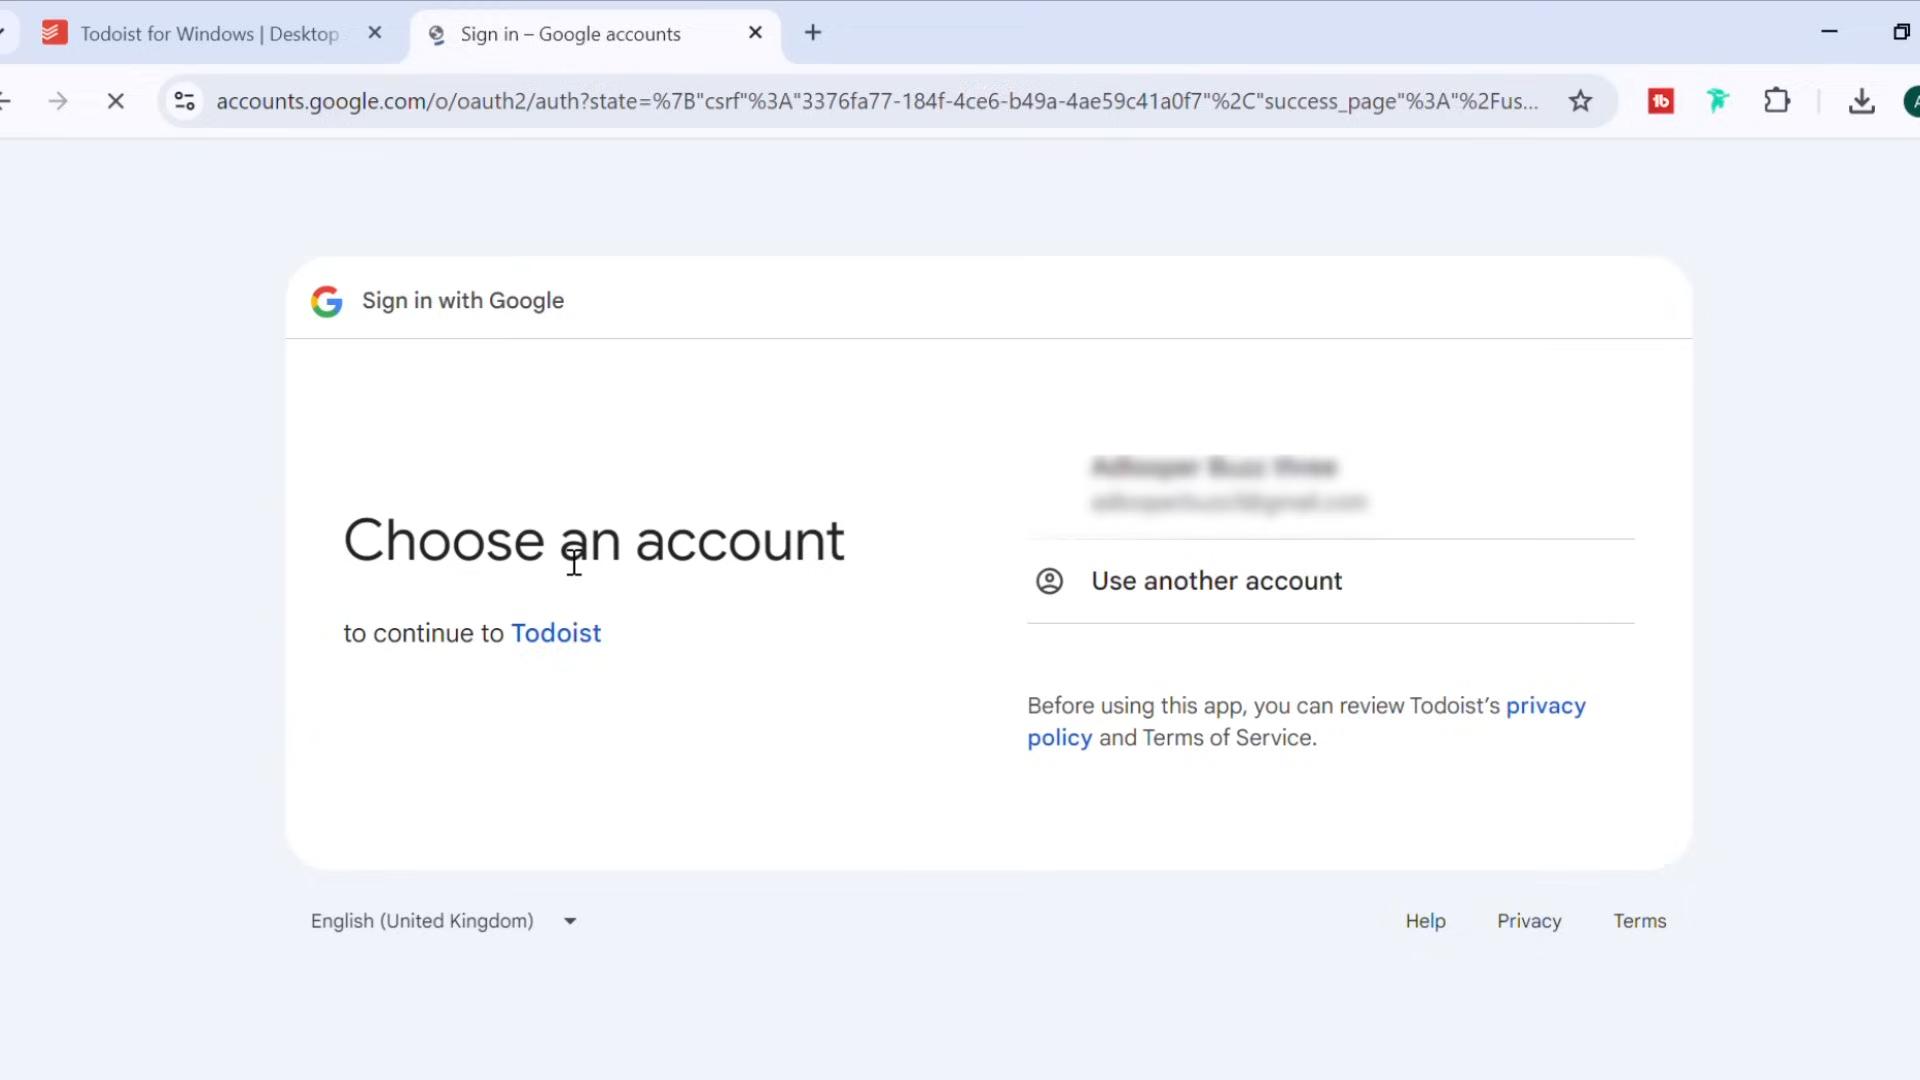 Todoist for Windows | Desktop
Sign in – Google accounts
accounts.google.com/o/oauth2/auth?state=%7B"csrf"%3A"3376fa77-184f-4ce6-b49a-4ae59c41a0f7"%2C"success_page"%3A"%2Fus...
Sign in with Google
Choose an account
to continue to Todoist
Use another account
Before using this app, you can review Todoist's privacy
policy and Terms of Service.
English (United Kingdom)
Help
Privacy
Terms